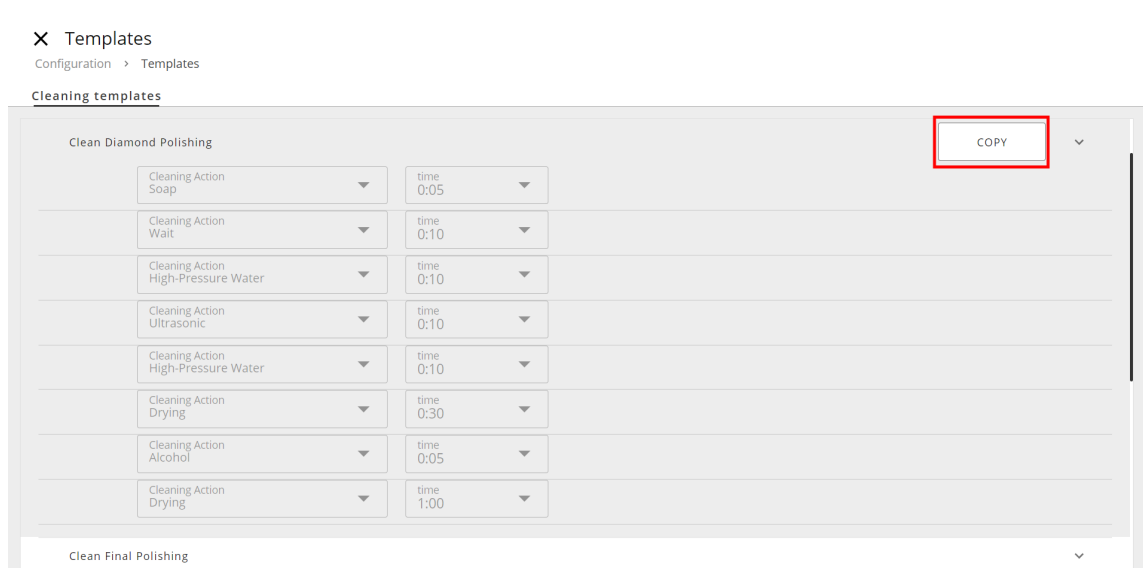 Templates
Configuration > Templates
Cleaning templates
Clean Diamond Polishing COPY
Cleaning Action time
Soap 0:05
Cleaning Action time
Wait 0:10
Cleaning Action time
High-Pressure Water 0:10
Cleaning Action time
Ultrasonic 0:10
Cleaning Action time
High-Pressure Water 0:10
Cleaning Action time
Drying 0:30
Cleaning Action time
Alcohol 0:05
Cleaning Action time
Drying 1:00
Clean Final Polishing